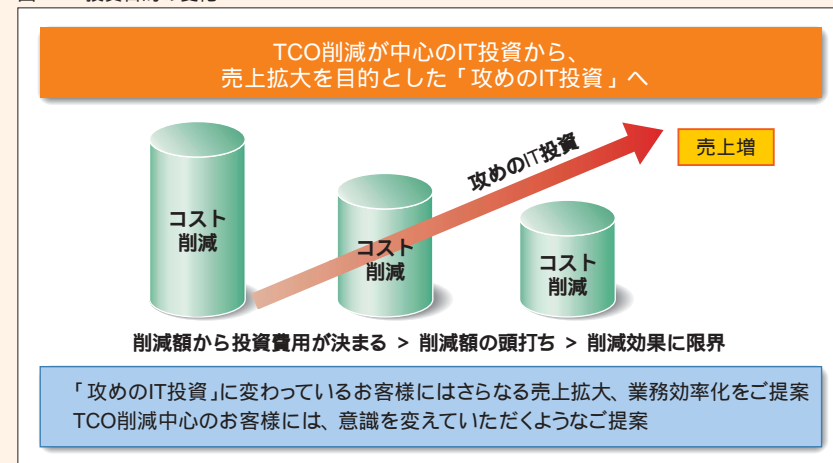 TCO削減が中心のIT投資から、
売上拡大を目的とした「攻めのIT投資」へ
攻めのIT投資
売上増
コスト
削減
コスト
削減
コスト
削減
削減額から投資費用が決まる > 削減額の頭打ち > 削減効果に限界
「攻めのIT投資」に変わっているお客様にはさらなる売上拡大、業務効率化をご提案
TCO削減中心のお客様には、意識を変えていただくようなご提案